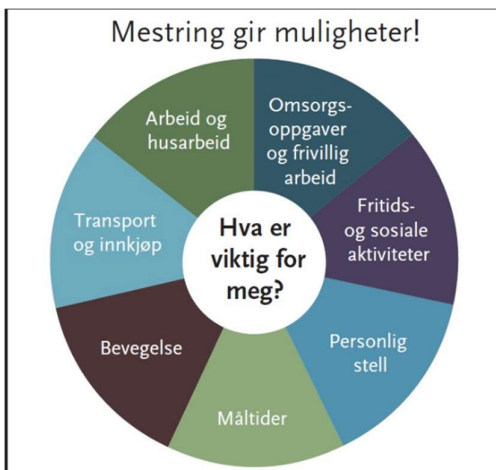 Mestring gir muligheter!
Omsorgs-
oppgaver
og frivillig
arbeid
Fritids-
og sosiale
aktiviteter
Personlig
stell
Måltider
Bevegelse
Transport
og innkjøp
Arbeid og
husarbeid
Hva er
viktig for
meg?